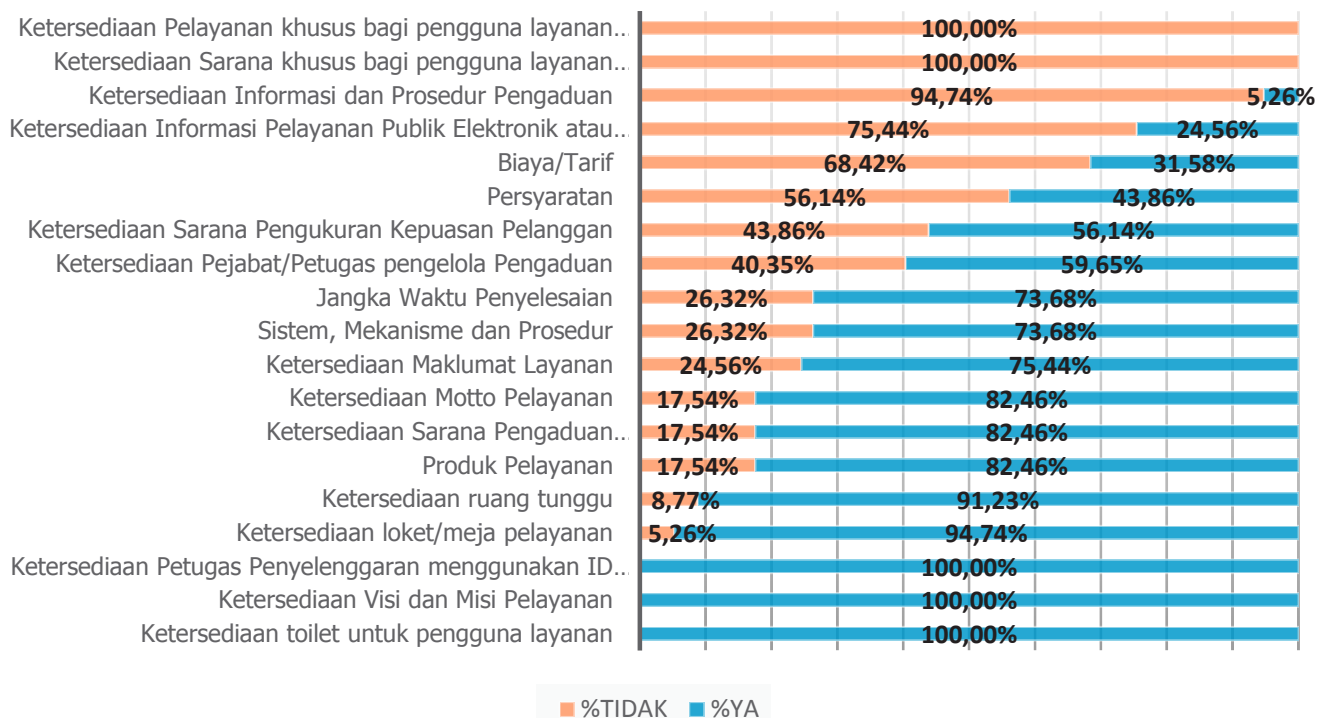 Ketersediaan Pelayanan khusus bagi pengguna layanan... 100,00%
Ketersediaan Sarana khusus bagi pengguna layanan... 100,00%
Ketersediaan Informasi dan Prosedur Pengaduan 94,74% 5,26%
Ketersediaan Informasi Pelayanan Publik Elektronik atau... 75,44% 24,56%
Biaya/Tarif 68,42% 31,58%
Persyaratan 56,14% 43,86%
Ketersediaan Sarana Pengukuran Kepuasan Pelanggan 43,86% 56,14%
Ketersediaan Pejabat/Petugas pengelola Pengaduan 40,35% 59,65%
Jangka Waktu Penyelesaian 26,32% 73,68%
Sistem, Mekanisme dan Prosedur 26,32% 73,68%
Ketersediaan Maklumat Layanan 24,56% 75,44%
Ketersediaan Motto Pelayanan 17,54% 82,46%
Ketersediaan Sarana Pengaduan... 17,54% 82,46%
Produk Pelayanan 17,54% 82,46%
Ketersediaan ruang tunggu 8,77% 91,23%
Ketersediaan loket/meja pelayanan 5,26% 94,74%
Ketersediaan Petugas Penyelenggaran menggunakan ID... 100,00%
Ketersediaan Visi dan Misi Pelayanan 100,00%
Ketersediaan toilet untuk pengguna layanan 100,00%
%TIDAK %YA